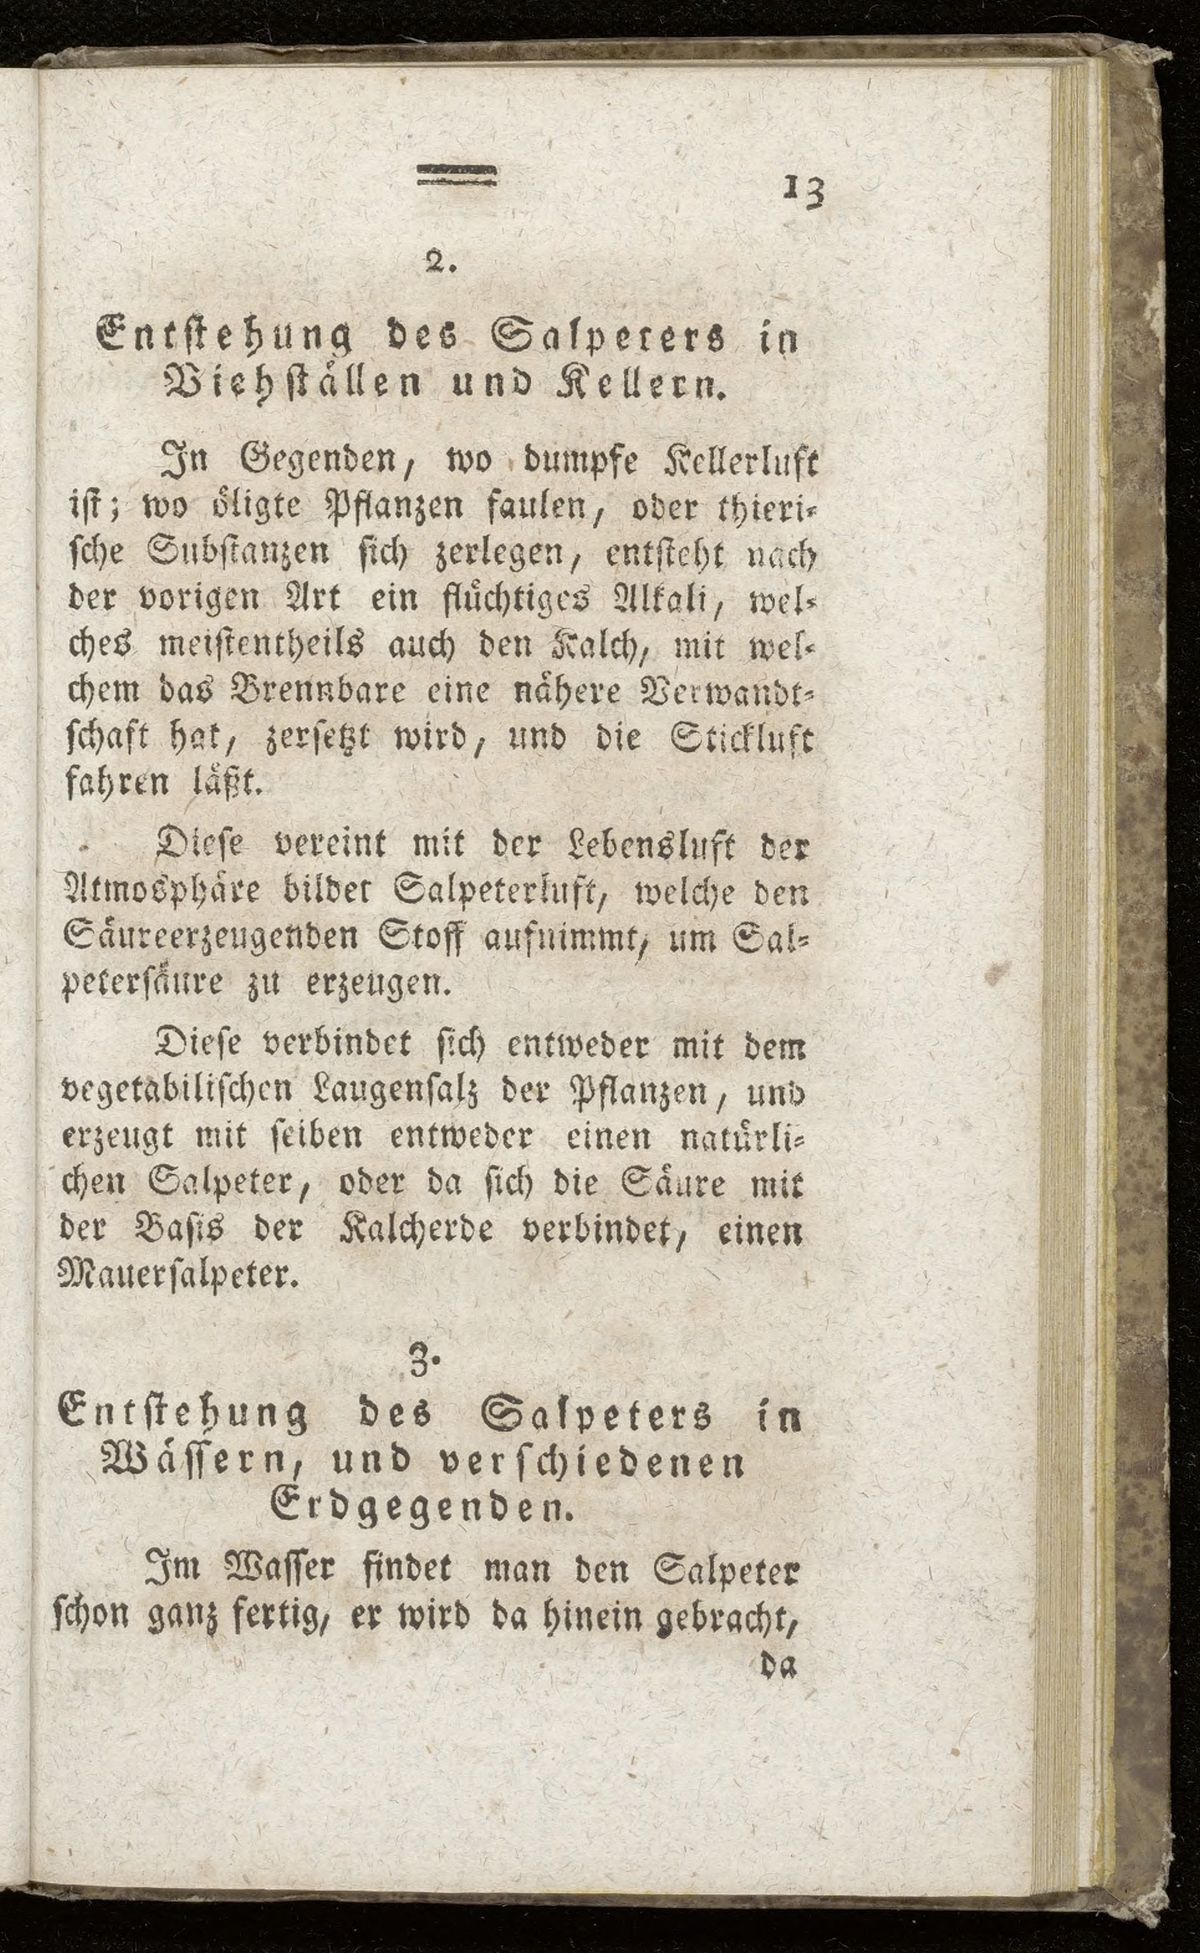 13
2.
Entstehung des Salpeters in
Viehställen und Kellern.
In Gegenden, wo dumpfe Kellerluft
ist; wo öligte Pflanzen faulen, oder thieri-
sche Substanzen sich zerlegen, entsteht nach
der vorigen Art ein flüchtiges Alkali, wel-
ches meistentheils auch den Kalch, mit wel-
chem das Brennbare eine nähere Verwandt-
schaft hat, zersetzt wird, und die Stickluft
fahren läßt.
Diese vereint mit der Lebensluft der
Atmosphäre bildet Salpeterluft, welche den
Säureerzeugenden Stoff aufnimmt, um Sal-
petersäure zu erzeugen.
Diese verbindet sich entweder mit dem
vegetabilischen Laugensalz der Pflanzen, und
erzeugt mit selben entweder einen natürli-
chen Salpeter, oder da sich die Säure mit
der Basis der Kalcherde verbindet, einen
Mauersalpeter.
3.
Entstehung des Salpeters in
Wässern, und verschiedenen
Erdgegenden.
Im Wasser findet man den Salpeter
schon ganz fertig, er wird da hinein gebracht,
da